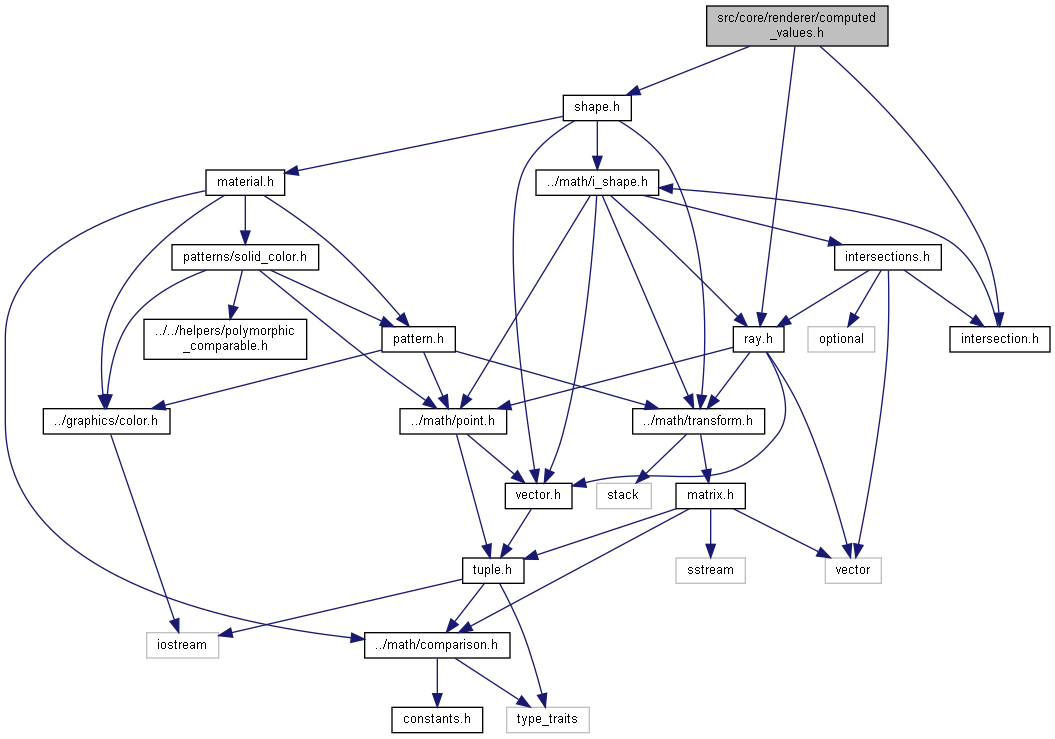 src/core/renderer/computed
_values.h
shape.h
material.h
../math/i_shape.h
patterns/solid_color.h
intersections.h
../../helpers/polymorphic
_comparable.h
pattern.h
ray.h
optional
intersection.h
../graphics/color.h
../math/point.h
../math/transform.h
vector.h
stack
matrix.h
tuple.h
sstream
vector
iostream
../math/comparison.h
constants.h
type_traits